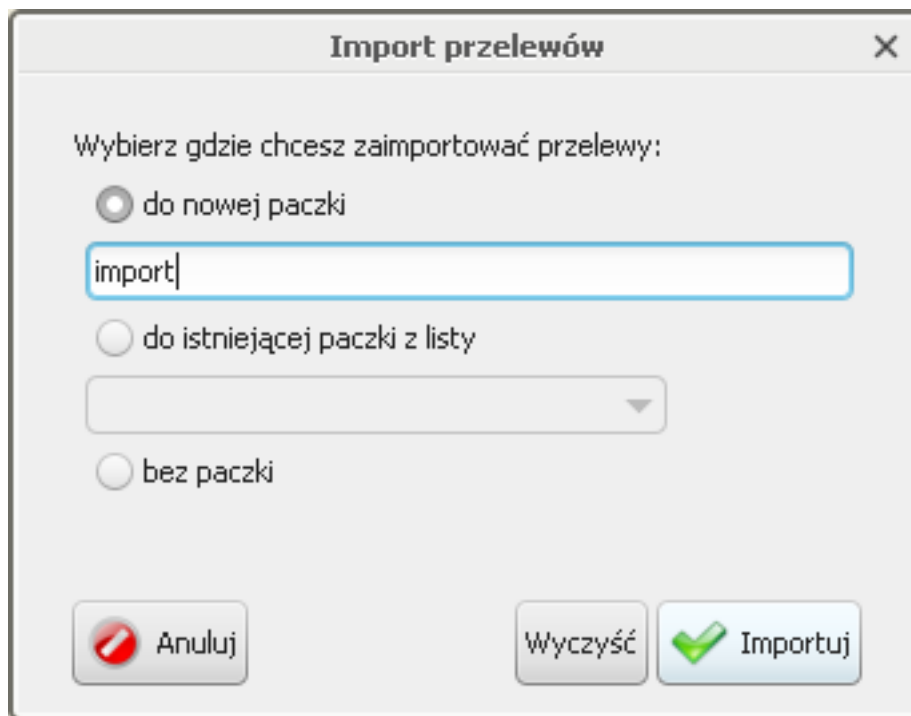 Import przelewów
Wybierz gdzie chcesz zaimportować przelewy:
do nowej paczki
import
do istniejącej paczki z listy
bez paczki
Anuluj Wyczyść Importuj